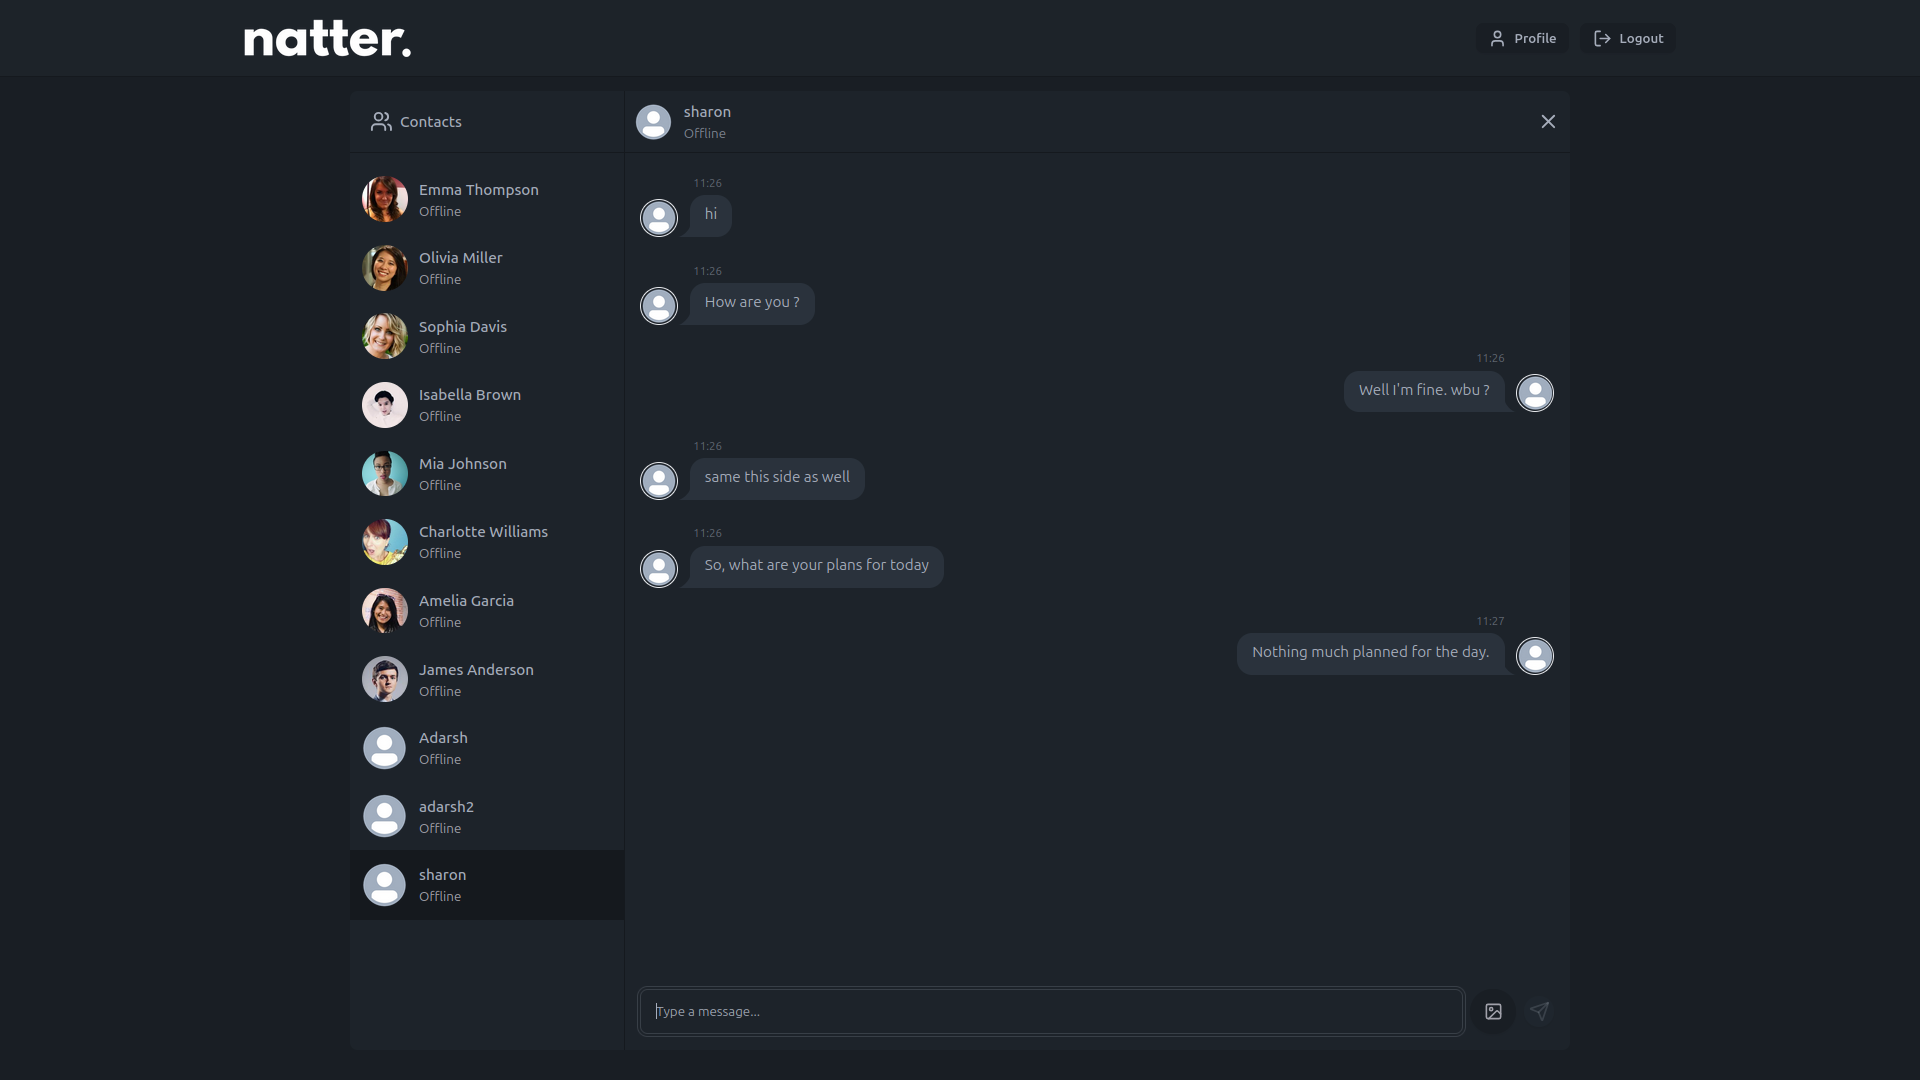 natter.
Profile
Logout
Contacts
Emma Thompson
Offline
Olivia Miller
Offline
Sophia Davis
Offline
Isabella Brown
Offline
Mia Johnson
Offline
Charlotte Williams
Offline
Amelia Garcia
Offline
James Anderson
Offline
Adarsh
Offline
adarsh2
Offline
sharon
Offline
sharon
Offline
11:26
hi
11:26
How are you ?
11:26
Well I'm fine. wbu ?
11:26
same this side as well
11:26
So, what are your plans for today
11:27
Nothing much planned for the day.
Type a message...